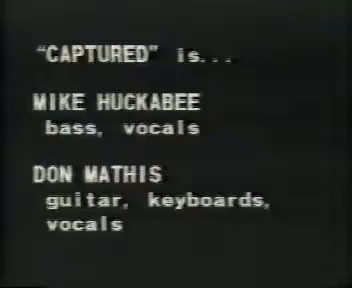 "CAPTURED" is...
MIKE HUCKABEE
bass, vocals
DON MATHIS
guitar, keyboards,
vocals